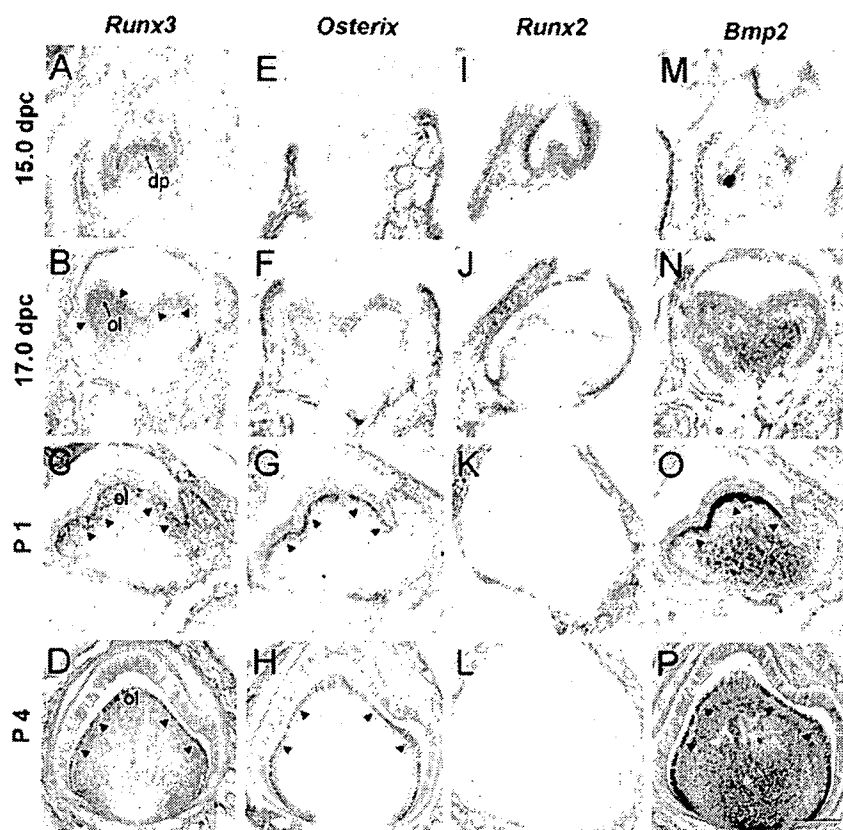 Runx3 Osterix Runx2 Bmp2
15.0 dpc
A E I M
dp
17.0 dpc
B F J N
ol
P 1
C G K O
ol
P 4
D H L P
ol